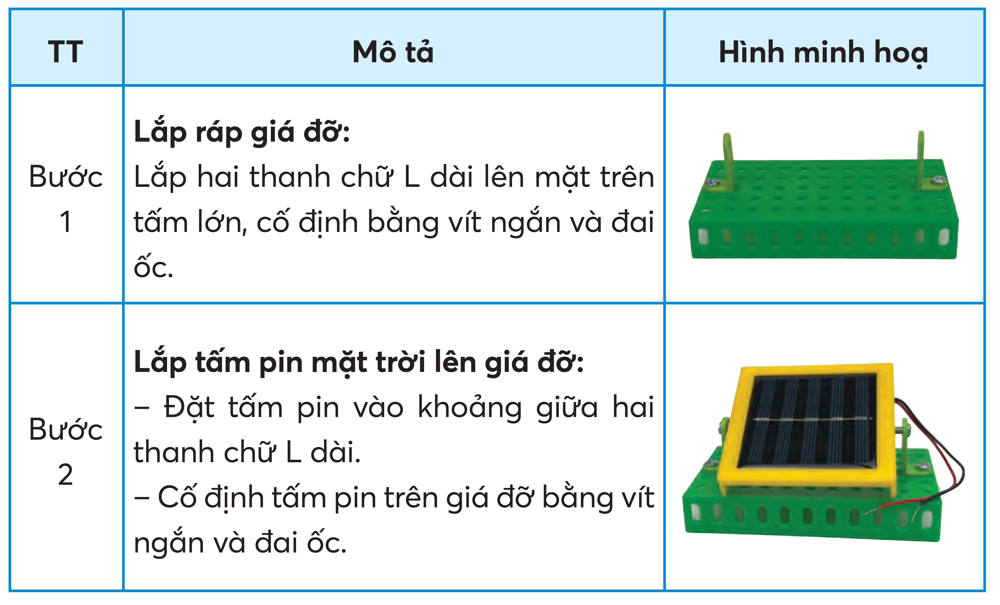 TT
Mô tả
Hình minh hoạ
Bước
1
Lắp ráp giá đỡ:
Lắp hai thanh chữ L dài lên mặt trên
tấm lớn, cố định bằng vít ngắn và đai
ốc.
Bước
2
Lắp tấm pin mặt trời lên giá đỡ:
– Đặt tấm pin vào khoảng giữa hai
thanh chữ L dài.
– Cố định tấm pin trên giá đỡ bằng vít
ngắn và đai ốc.